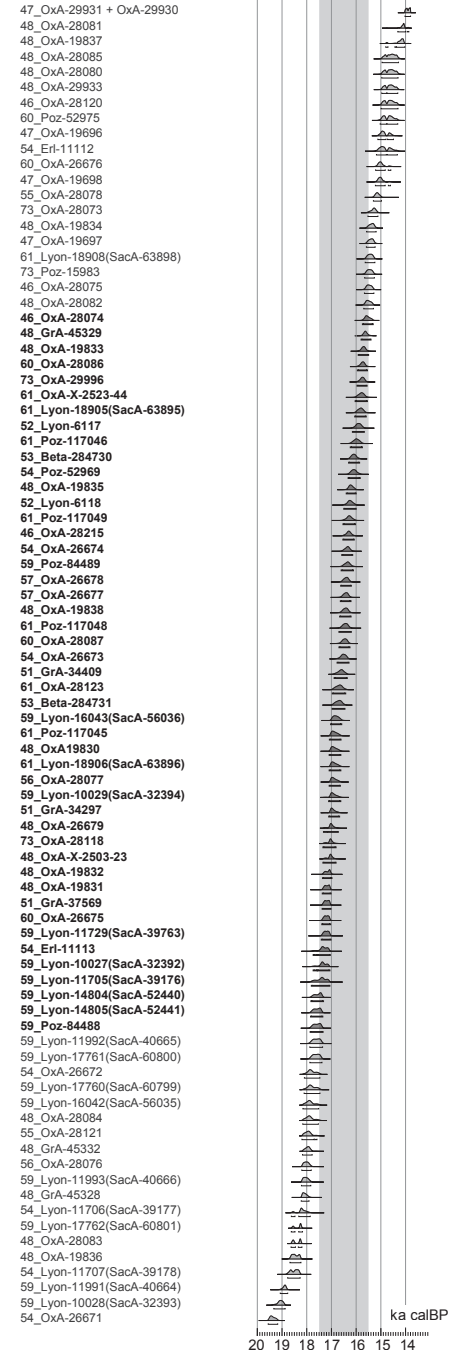 47_OxA-29931 + OxA-29930
48_OxA-28081
48_OxA-19837
48_OxA-28085
48_OxA-28080
48_OxA-29933
46_OxA-28120
60_Poz-52975
47_OxA-19696
54_Erl-11112
60_OxA-26676
47_OxA-19698
55_OxA-28078
73_OxA-28073
48_OxA-19834
47_OxA-19697
61_Lyon-18908(SacA-63898)
73_Poz-15983
46_OxA-28075
48_OxA-28082
46_OxA-28074
48_GrA-45329
48_OxA-19833
60_OxA-28086
73_OxA-29996
61_OxA-X-2523-44
61_Lyon-18905(SacA-63895)
52_Lyon-6117
61_Poz-117046
53_Beta-284730
54_Poz-52969
48_OxA-19835
52_Lyon-6118
61_Poz-117049
46_OxA-28215
54_OxA-26674
59_Poz-84489
57_OxA-26678
57_OxA-26677
48_OxA-19838
61_Poz-117048
60_OxA-28087
54_OxA-26673
51_GrA-34409
61_OxA-28123
53_Beta-284731
59_Lyon-16043(SacA-56036)
61_Poz-117045
48_OxA19830
61_Lyon-18906(SacA-63896)
56_OxA-28077
59_Lyon-10029(SacA-32394)
51_GrA-34297
48_OxA-26679
73_OxA-28118
48_OxA-X-2503-23
48_OxA-19832
48_OxA-19831
51_GrA-37569
60_OxA-26675
59_Lyon-11729(SacA-39763)
54_Erl-11113
59_Lyon-10027(SacA-32392)
59_Lyon-11705(SacA-39176)
59_Lyon-14804(SacA-52440)
59_Lyon-14805(SacA-52441)
59_Poz-84488
59_Lyon-11992(SacA-40665)
59_Lyon-17761(SacA-60800)
54_OxA-26672
59_Lyon-17760(SacA-60799)
59_Lyon-16042(SacA-56035)
48_OxA-28084
55_OxA-28121
48_GrA-45332
56_OxA-28076
59_Lyon-11993(SacA-40666)
48_GrA-45328
54_Lyon-11706(SacA-39177)
59_Lyon-17762(SacA-60801)
48_OxA-28083
48_OxA-19836
54_Lyon-11707(SacA-39178)
59_Lyon-11991(SacA-40664)
59_Lyon-10028(SacA-32393)
54_OxA-26671
ka calBP
20 19 18 17 16 15 14